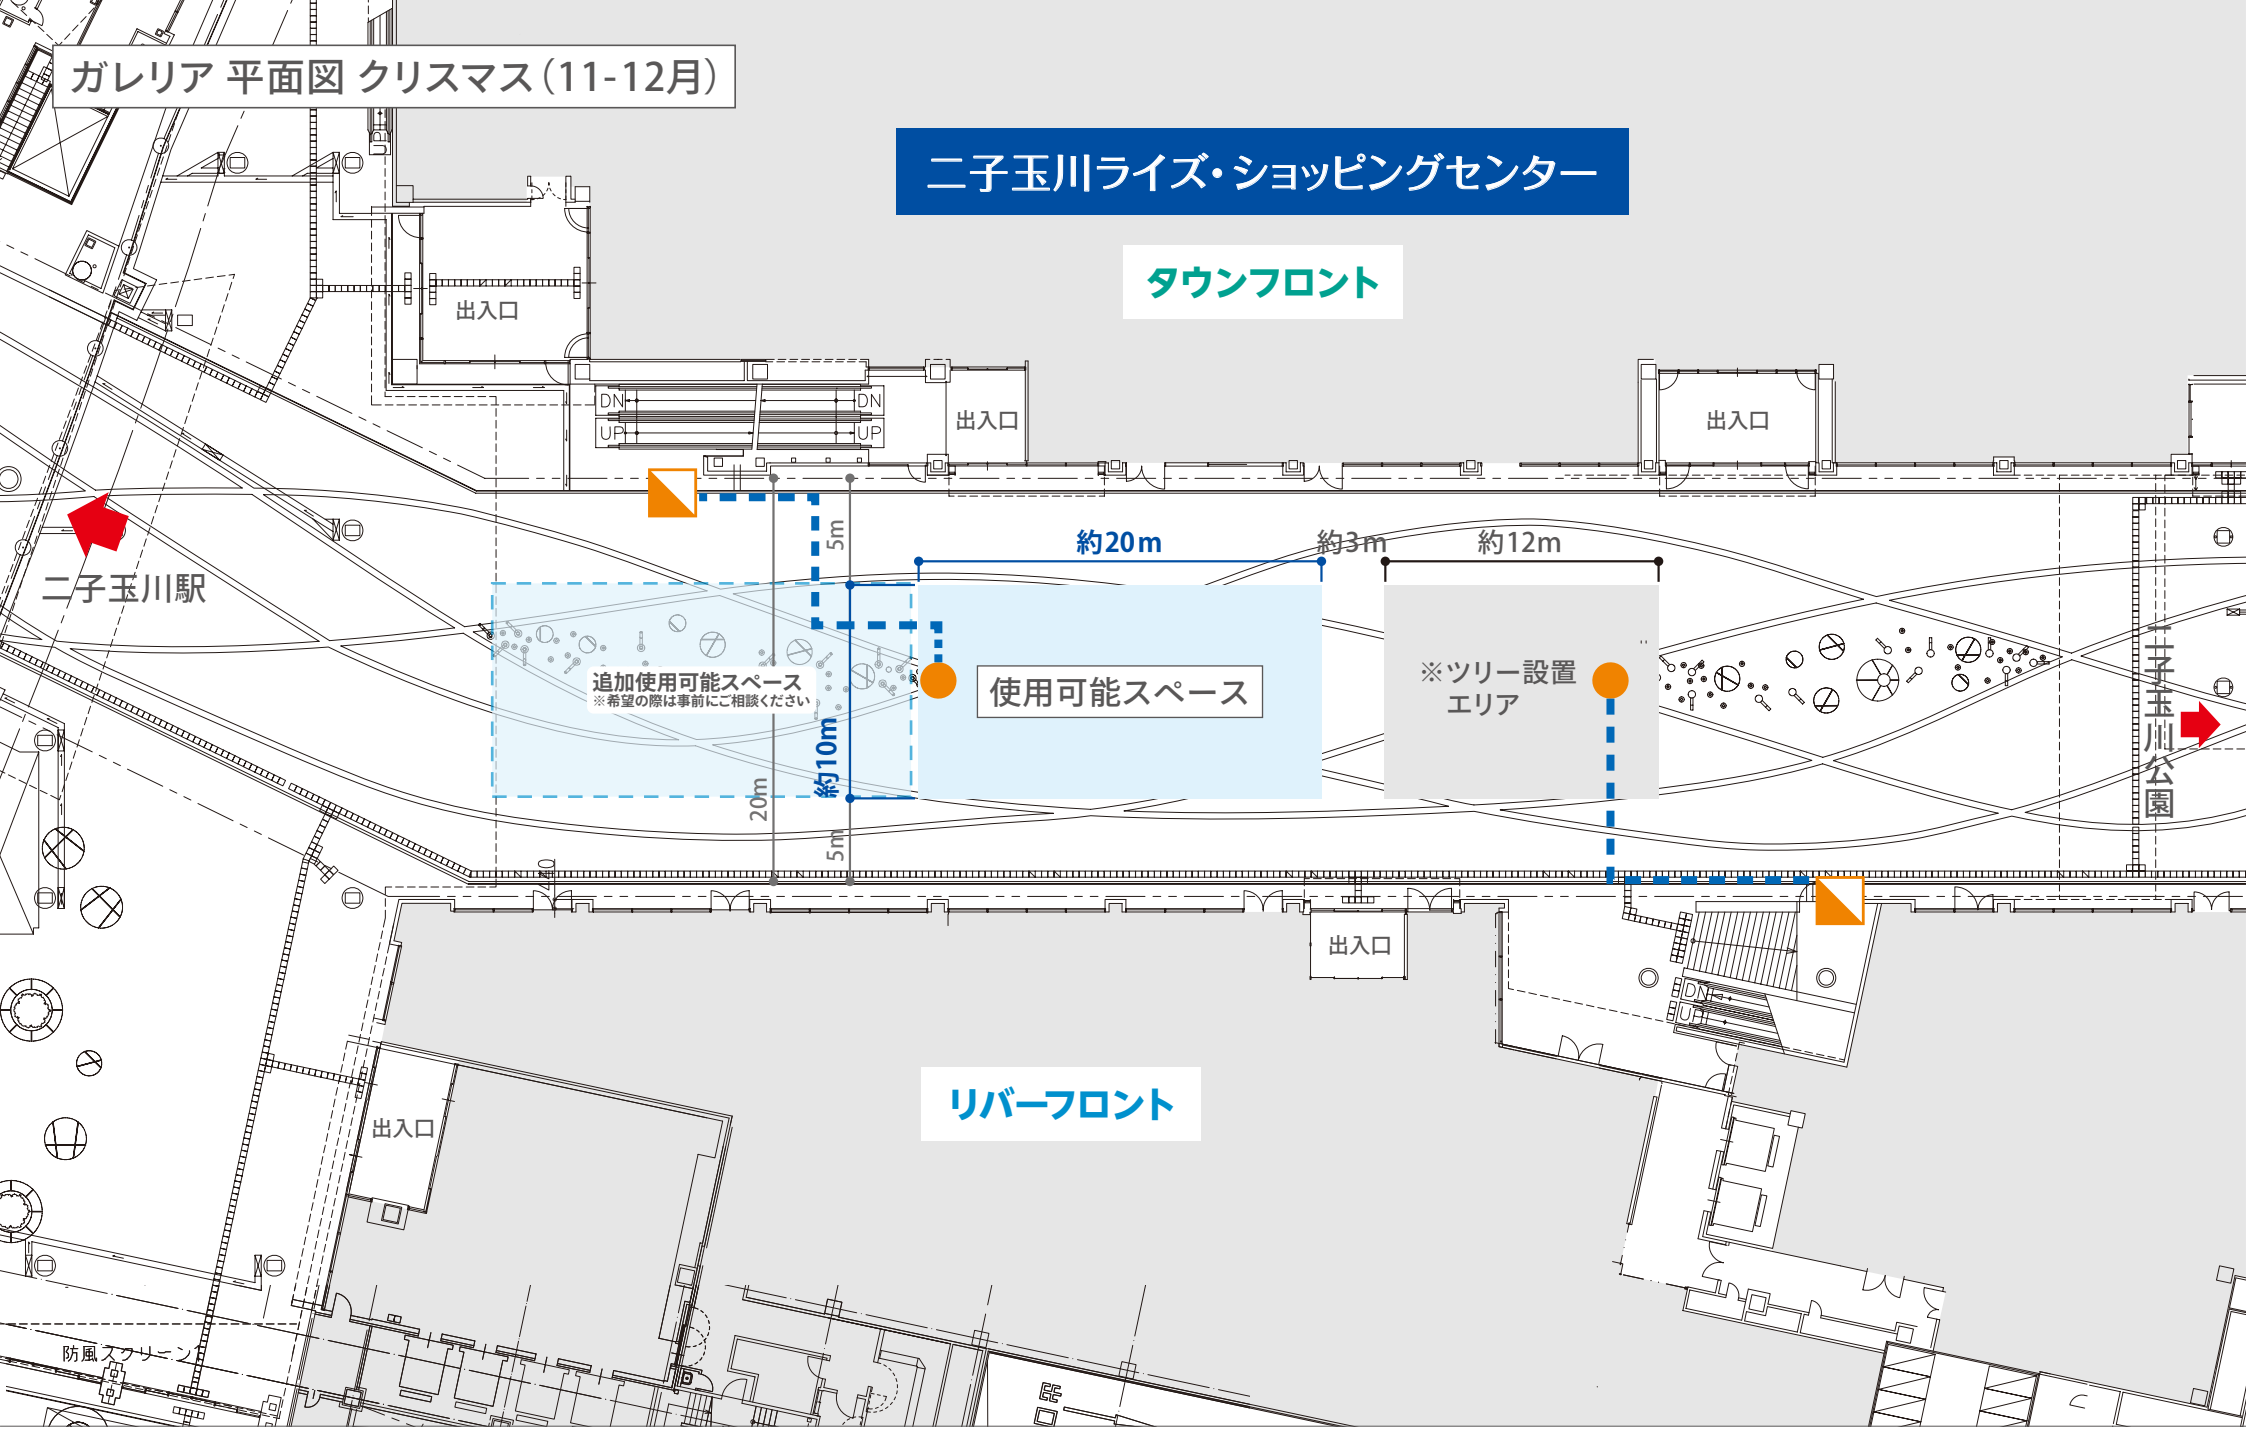 ガレリア 平面図 クリスマス（11-12月）
二子玉川ライズ・ショッピングセンター
タウンフロント
UP
出入口
DN
DN
UP
UP
出入口
出入口
5m
約20m
約3m
約12m
二子玉川駅
追加使用可能スペース
※希望の際は事前にご相談ください
使用可能スペース
※ツリー設置
エリア
二子玉川公園
約10m
20m
5m
440
出入口
DN
UP
リバーフロント
出入口
防風スクリーン